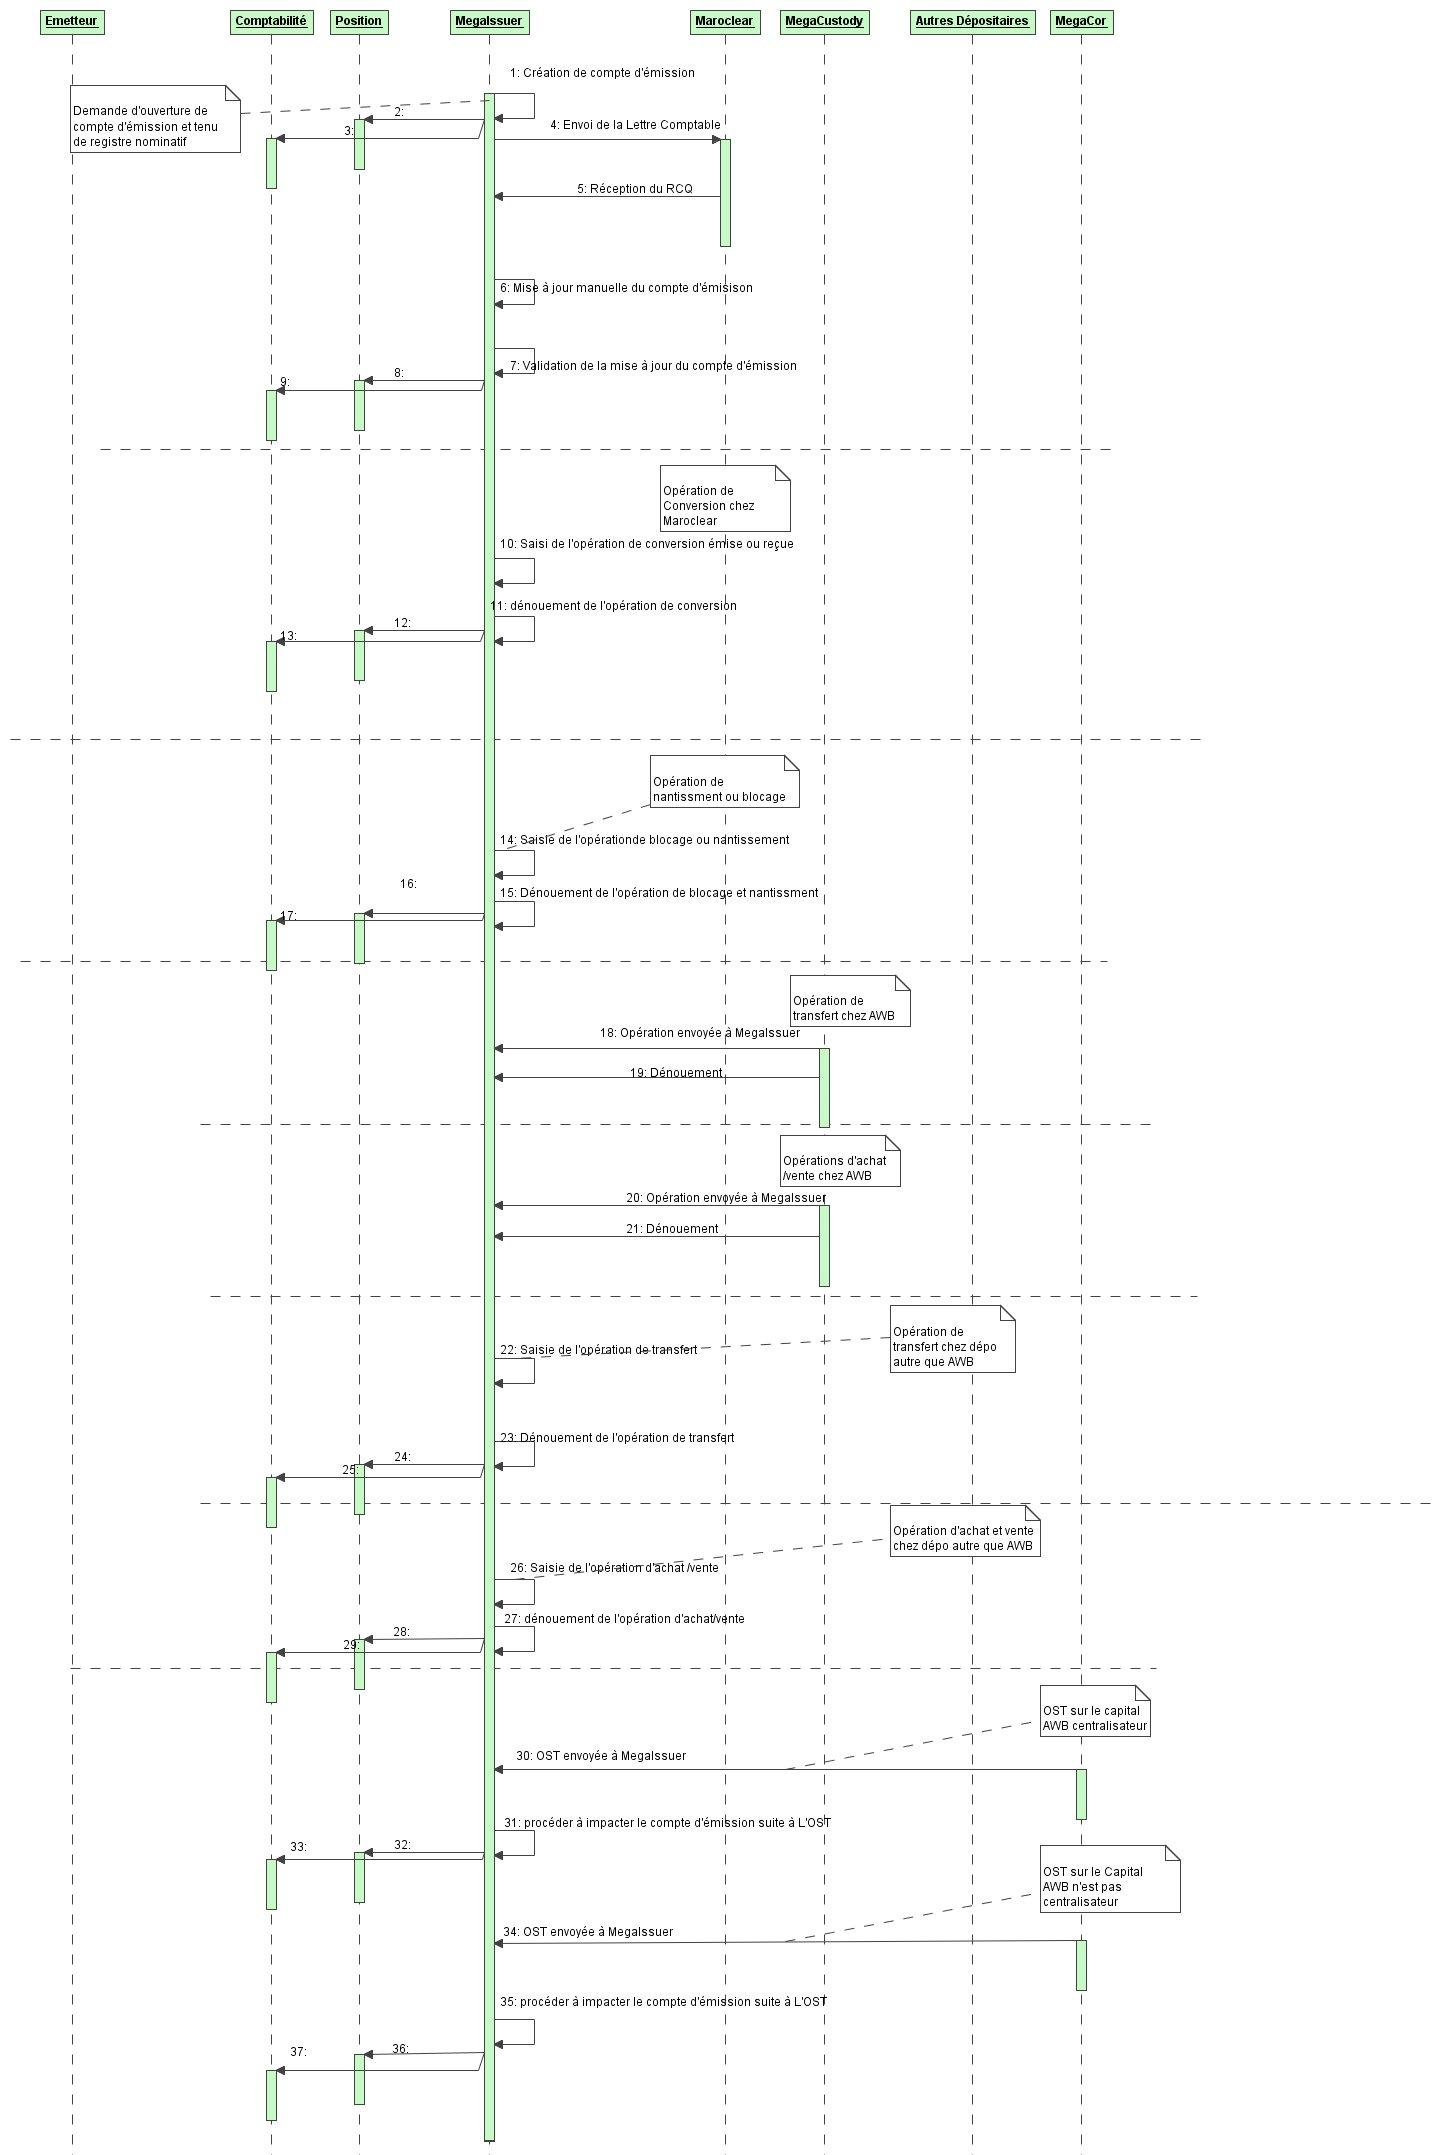 Emetteur
Comptabilité
Position
MegaIssuer
Maroclear
MegaCustody
Autres Dépositaires
MegaCor
1: Création de compte d'émission
Demande d'ouverture de
compte d'émission et tenu
de registre nominatif
2:
3:
4: Envoi de la Lettre Comptable
5: Réception du RCQ
6: Mise à jour manuelle du compte d'émisison
7: Validation de la mise à jour du compte d'émission
8:
9:
Opération de
Conversion chez
Maroclear
10: Saisi de l'opération de conversion émise ou reçue
11: dénouement de l'opération de conversion
12:
13:
Opération de
nantissment ou blocage
14: Saisie de l'opérationde blocage ou nantissement
15: Dénouement de l'opération de blocage et nantissment
16:
17:
Opération de
transfert chez AWB
18: Opération envoyée à MegaIssuer
19: Dénouement
Opérations d'achat
/vente chez AWB
20: Opération envoyée à MegaIssuer
21: Dénouement
Opération de
transfert chez dépo
autre que AWB
22: Saisie de l'opération de transfert
23: Dénouement de l'opération de transfert
24:
25:
Opération d'achat et vente
chez dépo autre que AWB
26: Saisie de l'opération d'achat /vente
27: dénouement de l'opération d'achat/vente
28:
29:
OST sur le capital
AWB centralisateur
30: OST envoyée à MegaIssuer
31: procéder à impacter le compte d'émission suite à L'OST
32:
33:
OST sur le Capital
AWB n'est pas
centralisateur
34: OST envoyée à MegaIssuer
35: procéder à impacter le compte d'émission suite à L'OST
36:
37: